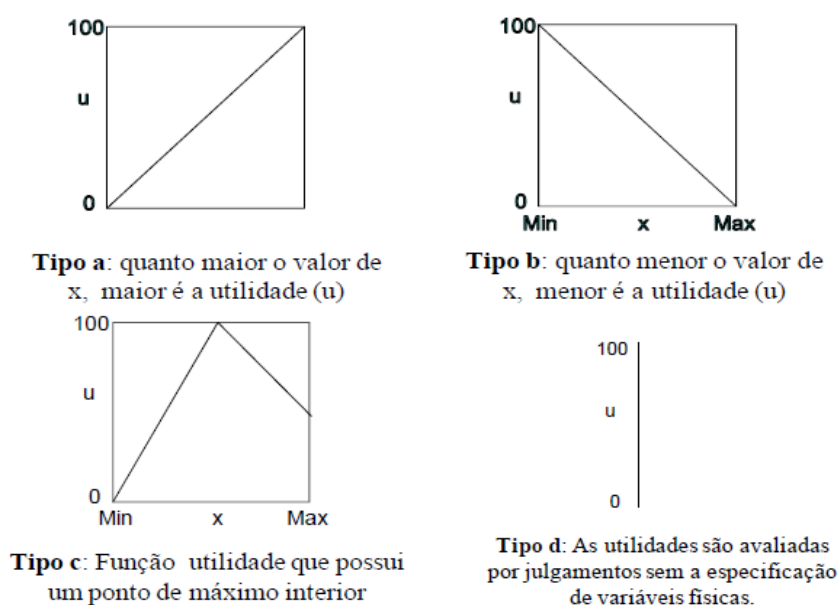 100
u
0
Tipo a: quanto maior o valor de
x, maior é a utilidade (u)
100
u
0
Min x Max
Tipo b: quanto menor o valor de
x, menor é a utilidade (u)
100
u
0
Min x Max
Tipo c: Função utilidade que possui
um ponto de máximo interior
100
u
0
Tipo d: As utilidades são avaliadas
por julgamentos sem a especificação
de variáveis físicas.